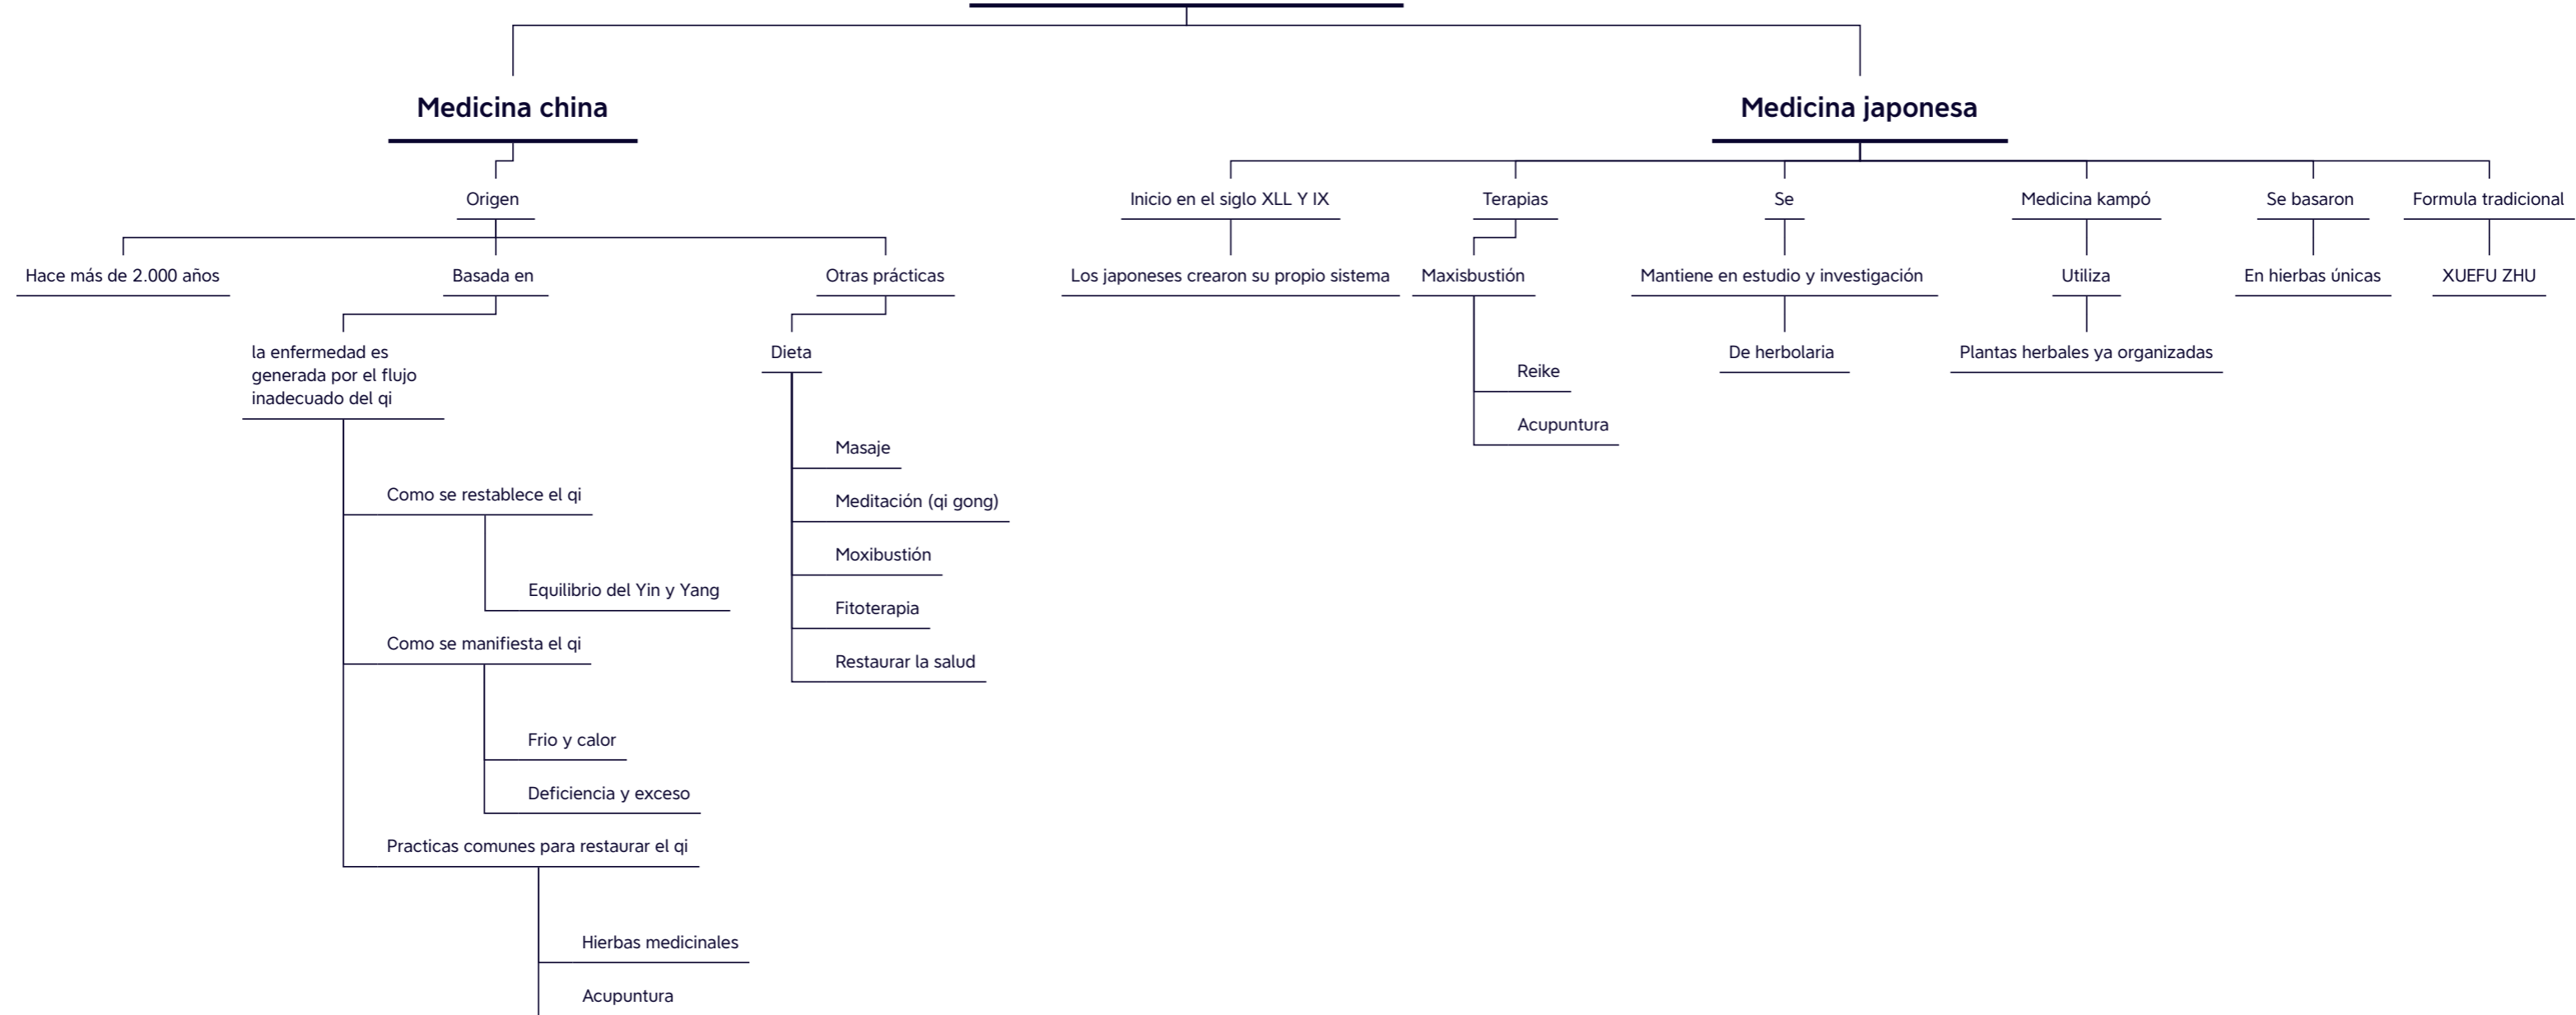 Medicina china
Medicina japonesa
Origen
Inicio en el siglo XLL Y IX
Terapias
Se
Medicina kampó
Se basaron
Formula tradicional
Hace más de 2.000 años
Basada en
Otras prácticas
Los japoneses crearon su propio sistema
Maxisbustión
Mantiene en estudio y investigación
Utiliza
En hierbas únicas
XUEFU ZHU
la enfermedad es
generada por el flujo
inadecuado del qi
Dieta
De herbolaria
Plantas herbales ya organizadas
Reike
Acupuntura
Masaje
Meditación (qi gong)
Moxibustión
Fitoterapia
Restaurar la salud
Como se restablece el qi
Equilibrio del Yin y Yang
Como se manifiesta el qi
Frio y calor
Deficiencia y exceso
Practicas comunes para restaurar el qi
Hierbas medicinales
Acupuntura